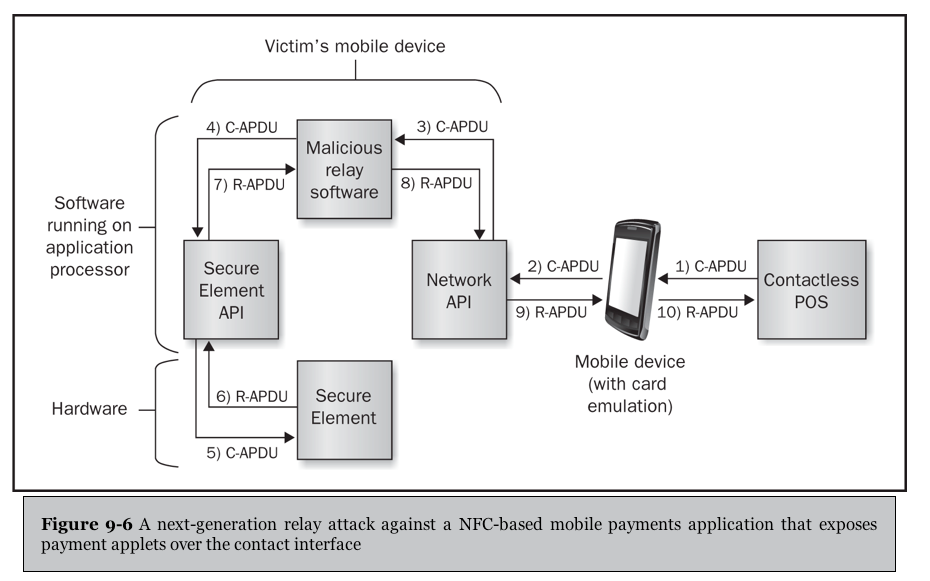 Victim's mobile device
4) C-APDU
3) C-APDU
Malicious
relay
software
7) R-APDU
8) R-APDU
Software
running on
application
processor
Secure
Element
API
Network
API
2) C-APDU
9) R-APDU
1) C-APDU
10) R-APDU
Contactless
POS
Mobile device
(with card
emulation)
Hardware
6) R-APDU
5) C-APDU
Secure
Element
Figure 9-6 A next-generation relay attack against a NFC-based mobile payments application that exposes
payment applets over the contact interface